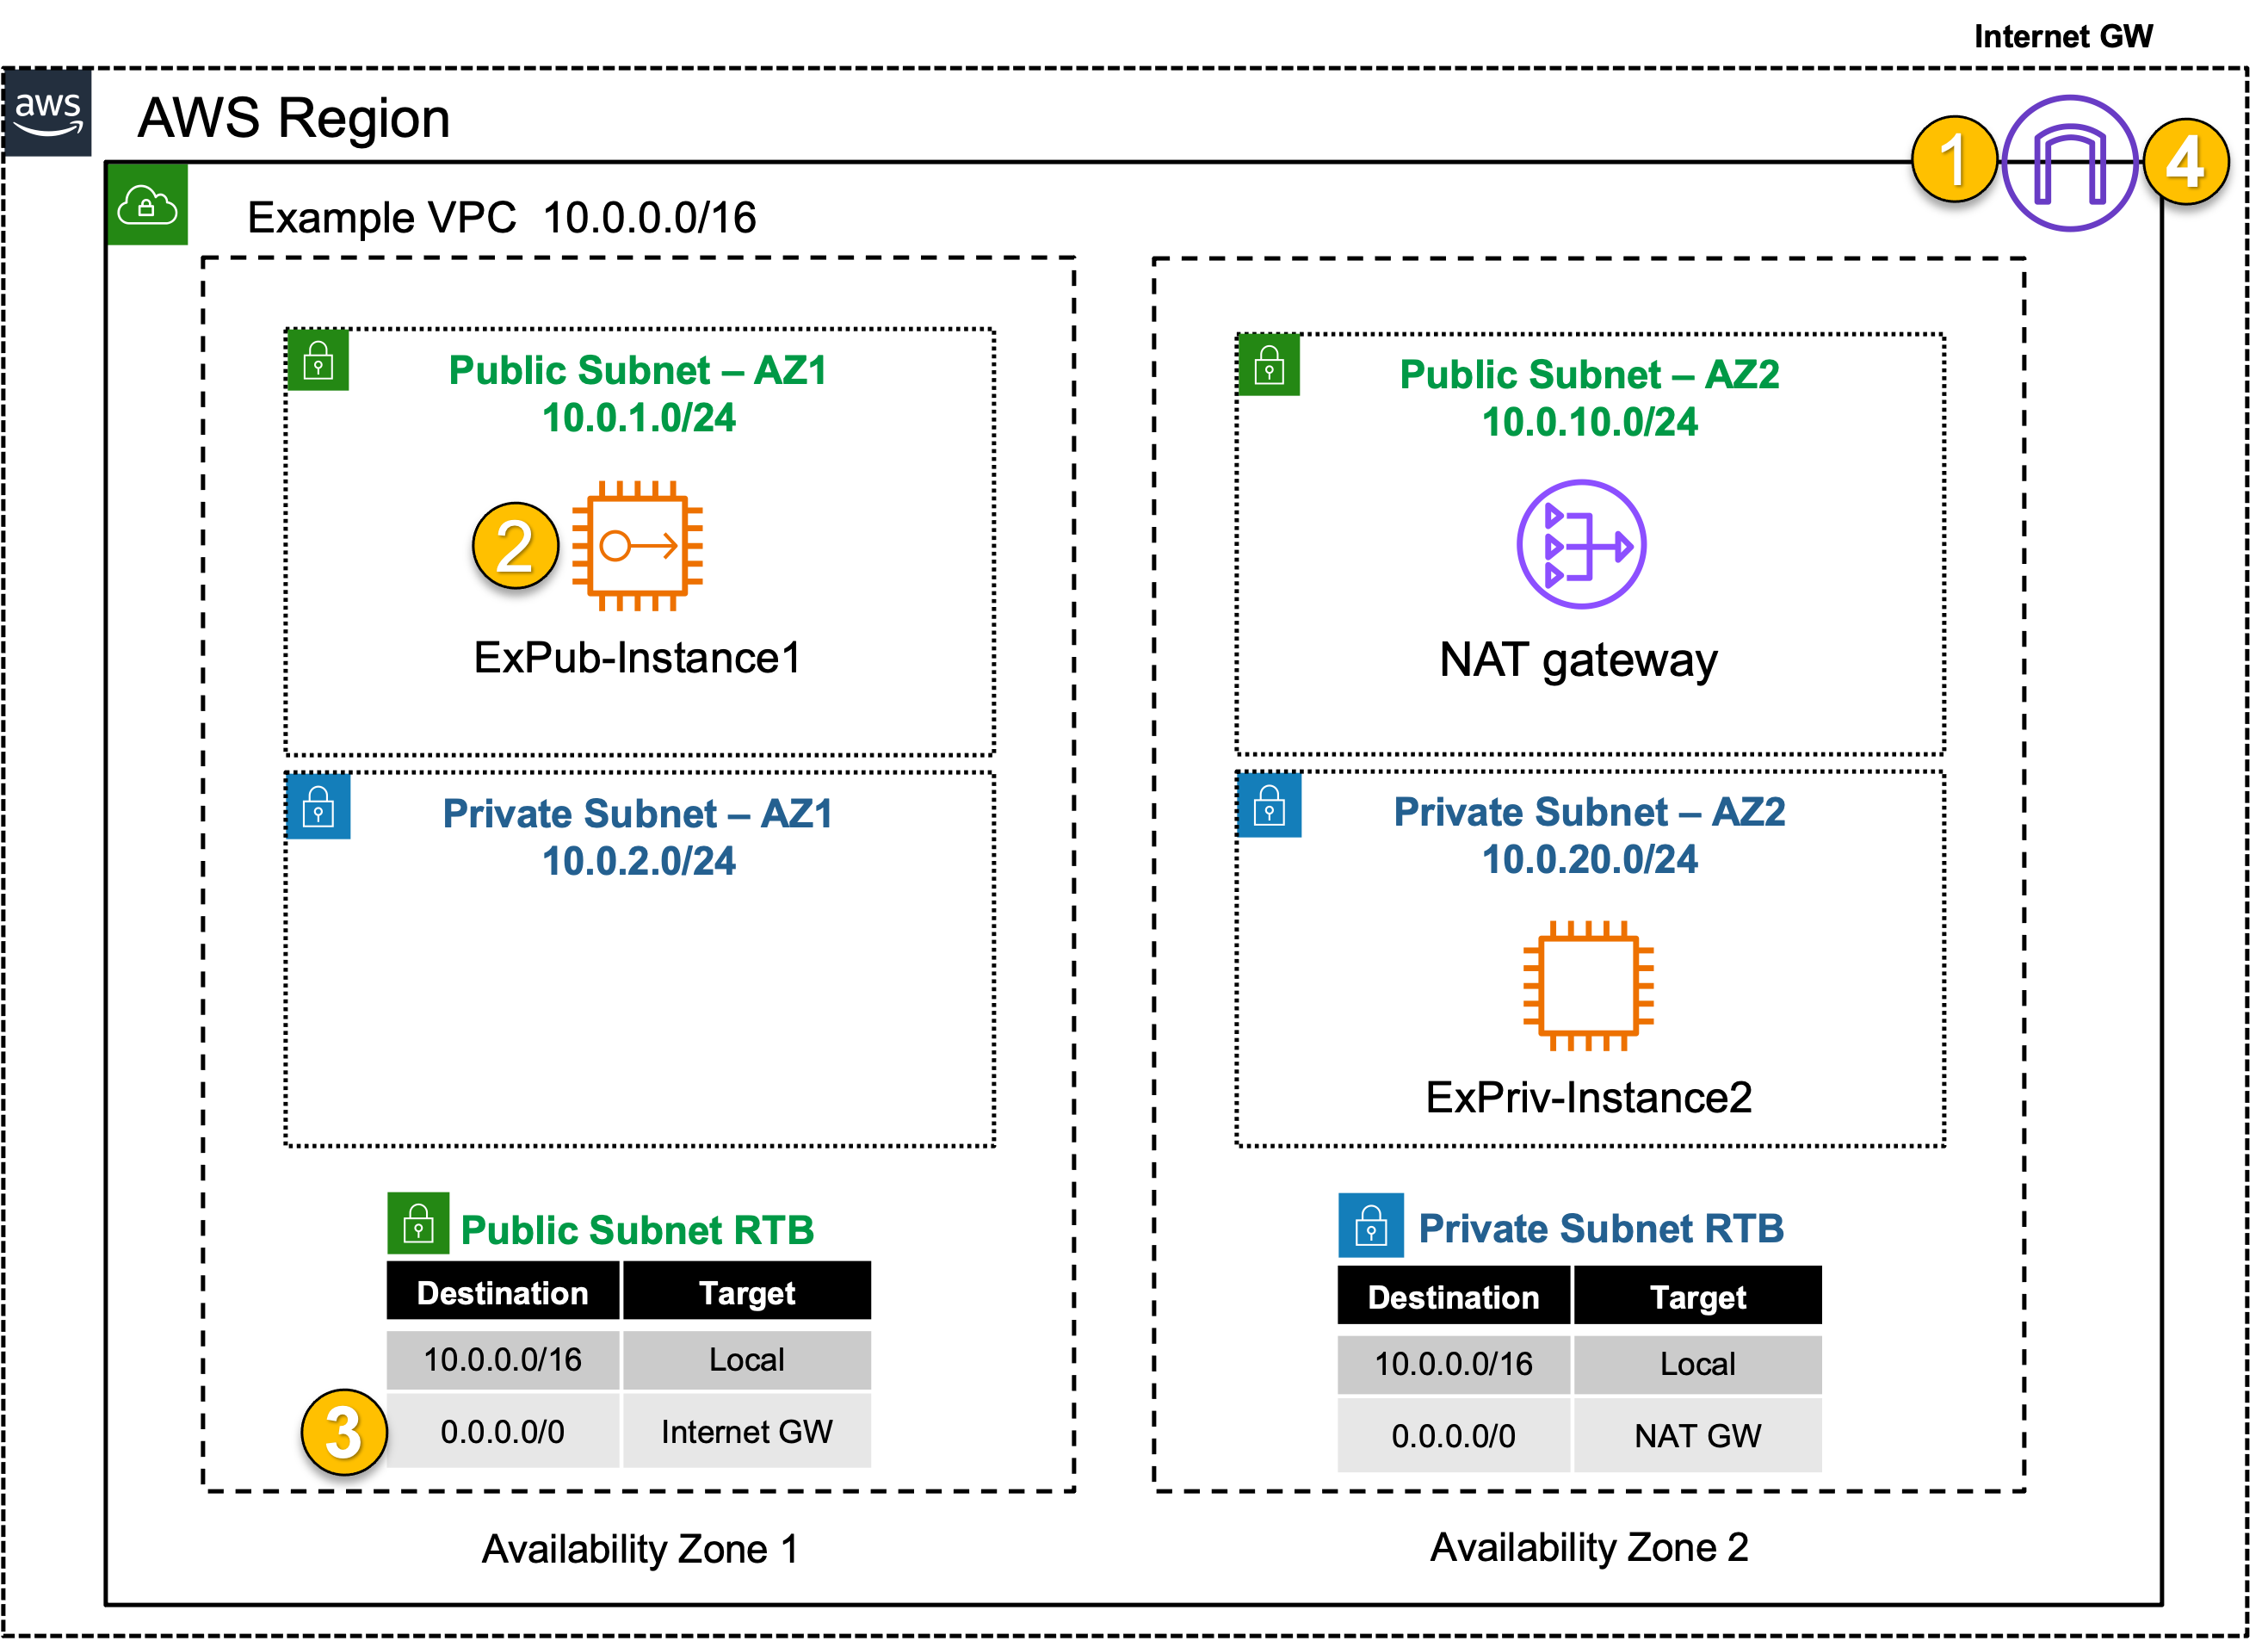 Internet GW
aws
AWS Region
1
4
Example VPC 10.0.0.0/16
Public Subnet – AZ1
10.0.1.0/24
2
ExPub-Instance1
Private Subnet – AZ1
10.0.2.0/24
Public Subnet RTB
Destination Target
10.0.0.0/16 Local
3
0.0.0.0/0 Internet GW
Availability Zone 1
Public Subnet – AZ2
10.0.10.0/24
NAT gateway
Private Subnet – AZ2
10.0.20.0/24
ExPriv-Instance2
Private Subnet RTB
Destination Target
10.0.0.0/16 Local
0.0.0.0/0 NAT GW
Availability Zone 2